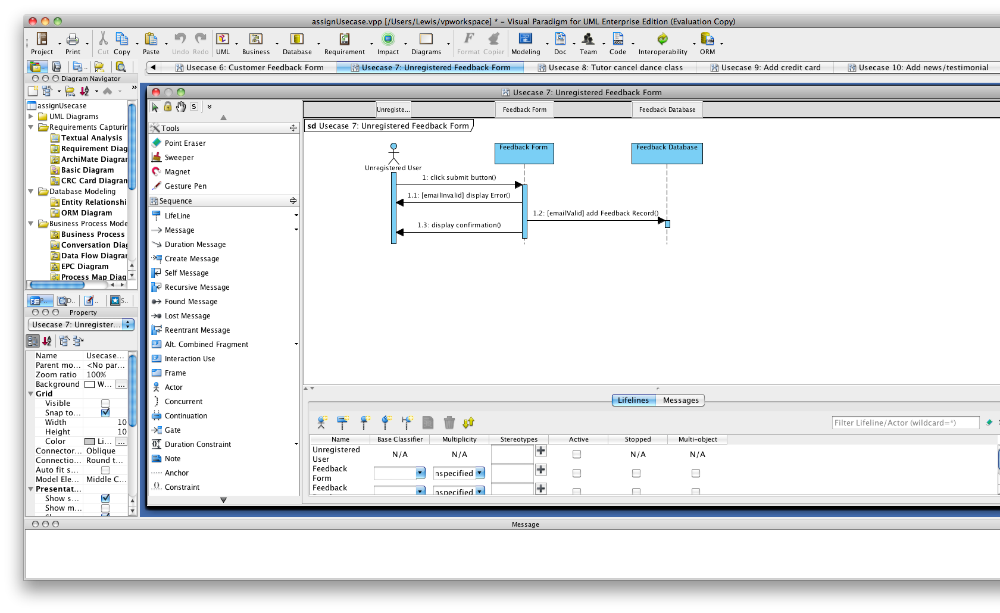 assignUsecase.vpp [/Users/Lewis/vpworkspace] * – Visual Paradigm for UML Enterprise Edition (Evaluation Copy)
Project Print Cut Copy Paste Undo Redo UML Business Database Requirement Impact Diagrams Format Copier Modeling Doc Team Code Interoperability ORM
Usecase 6: Customer Feedback Form
Usecase 7: Unregistered Feedback Form
Usecase 8: Tutor cancel dance class
Usecase 9: Add credit card
Usecase 10: Add news/testimonial
Diagram Navigator
assignUsecase
UML Diagrams
Requirements Capturin
Textual Analysis
Requirement Diag
ArchiMate Diagran
Basic Diagram
CRC Card Diagran
Database Modeling
Entity Relationshi
ORM Diagram
Business Process Mode
Business Process
Conversation Diag
Data Flow Diagran
EPC Diagram
Process Map Diag
P.. D.. .. S..
Property
Usecase 7: Unregister...
Name Usecase...
Parent mo... <No par...
Zoom ratio 100%
Background W... ...
Grid
Visible
Snap to...
Width 10
Height 10
Color Li... ...
Connector... Oblique
Connectio... Round t...
Auto fit s...
Model Ele... Middle C...
Presentat...
Show s...
Show m...
Usecase 7: Unregistered Feedback Form
S
Tools
Point Eraser
Sweeper
Magnet
Gesture Pen
Sequence
LifeLine
Message
Duration Message
Create Message
Self Message
Recursive Message
Found Message
Lost Message
Reentrant Message
Alt. Combined Fragment
Interaction Use
Frame
Actor
Concurrent
Continuation
Gate
Duration Constraint
Note
Anchor
Constraint
Unregiste... Feedback Form Feedback Database
sd Usecase 7: Unregistered Feedback Form
Feedback Form Feedback Database
Unregistered User
1: click submit button()
1.1: [emailInvalid] display Error()
1.2: [emailValid] add Feedback Record()
1.3: display confirmation()
Lifelines Messages
Filter Lifeline/Actor (wildcard=*)
Name Base Classifier Multiplicity Stereotypes Active Stopped Multi-object
Unregistered User N/A N/A N/A N/A
Feedback Form nspecified
Feedback nspecified
Message